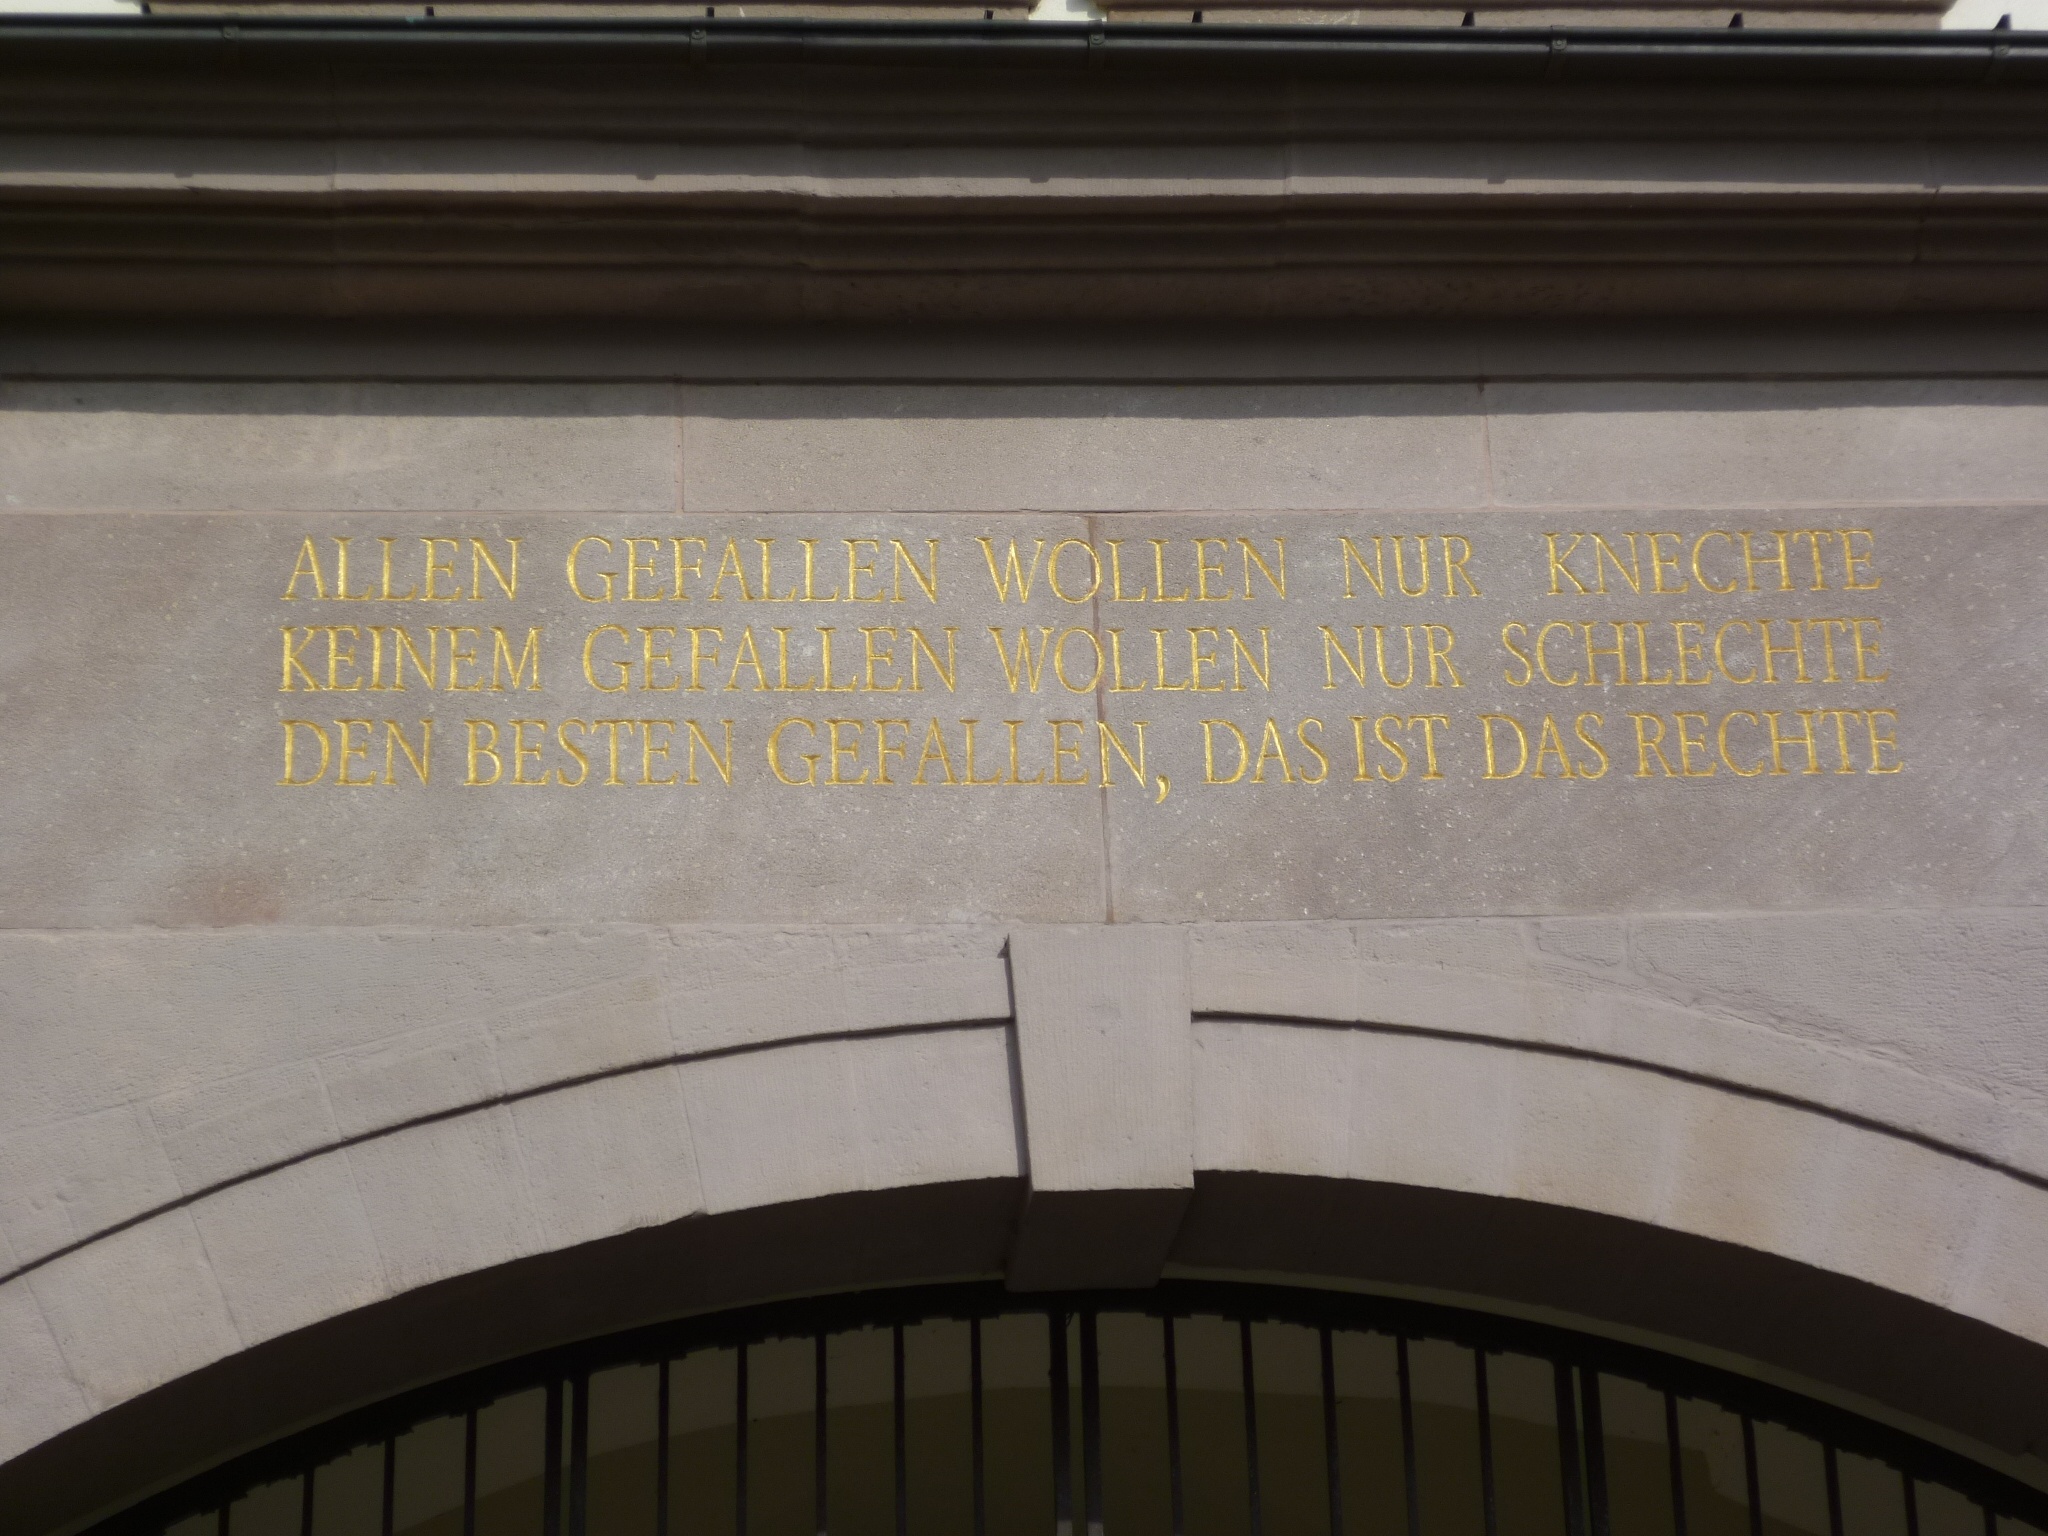 ALLEN GEFALLEN WOLLEN NUR KNECHTE
KEINEM GEFALLEN WOLLEN NUR SCHLECHTE
DEN BESTEN GEFALLEN, DAS IST DAS RECHTE